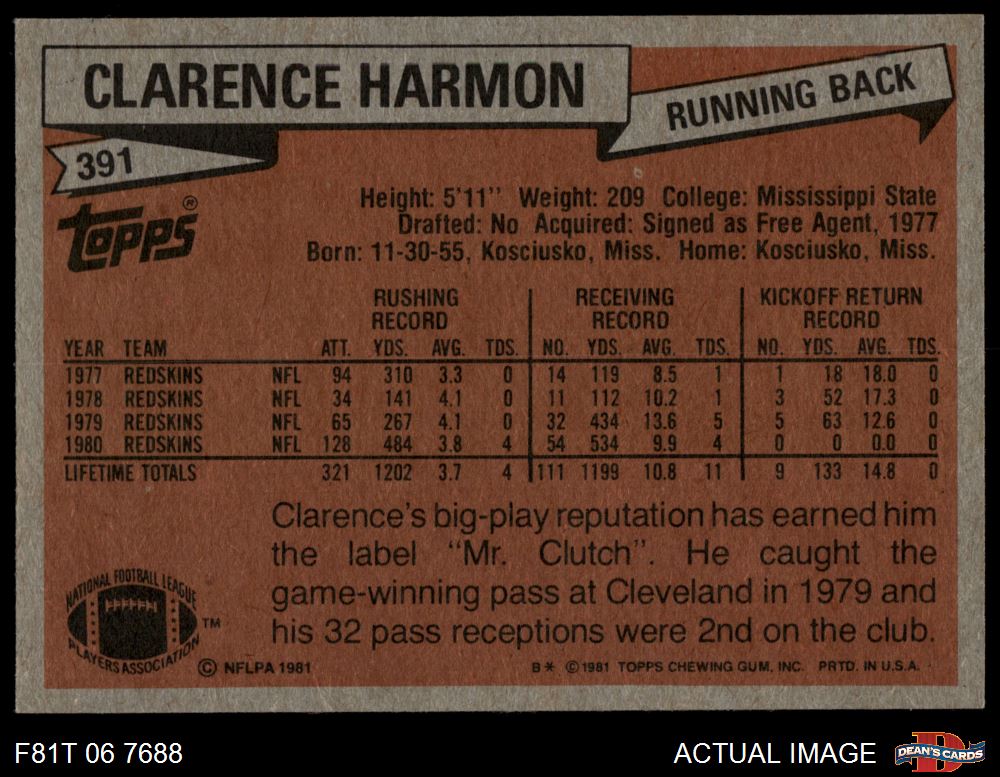 CLARENCE HARMON
RUNNING BACK
391
TOPPS®
Height: 5'11" Weight: 209 College: Mississippi State
Drafted: No Acquired: Signed as Free Agent, 1977
Born: 11-30-55, Kosciusko, Miss. Home: Kosciusko, Miss.
RUSHING RECORD RECEIVING RECORD KICKOFF RETURN RECORD
YEAR TEAM ATT. YDS. AVG. TDS. NO. YDS. AVG. TDS. NO. YDS. AVG. TDS.
1977 REDSKINS NFL 94 310 3.3 0 14 119 8.5 1 1 18 18.0 0
1978 REDSKINS NFL 34 141 4.1 0 11 112 10.2 1 3 52 17.3 0
1979 REDSKINS NFL 65 267 4.1 0 32 434 13.6 5 5 63 12.6 0
1980 REDSKINS NFL 128 484 3.8 4 54 534 9.9 4 0 0 0.0 0
LIFETIME TOTALS 321 1202 3.7 4 111 1199 10.8 11 9 133 14.8 0
Clarence's big-play reputation has earned him
the label "Mr. Clutch". He caught the
game-winning pass at Cleveland in 1979 and
his 32 pass receptions were 2nd on the club.
NATIONAL FOOTBALL LEAGUE
PLAYERS ASSOCIATION
TM
© NFLPA 1981
B* © 1981 TOPPS CHEWING GUM, INC. PRTD. IN U.S.A.
F81T 06 7688
ACTUAL IMAGE
D
DEAN'S CARDS